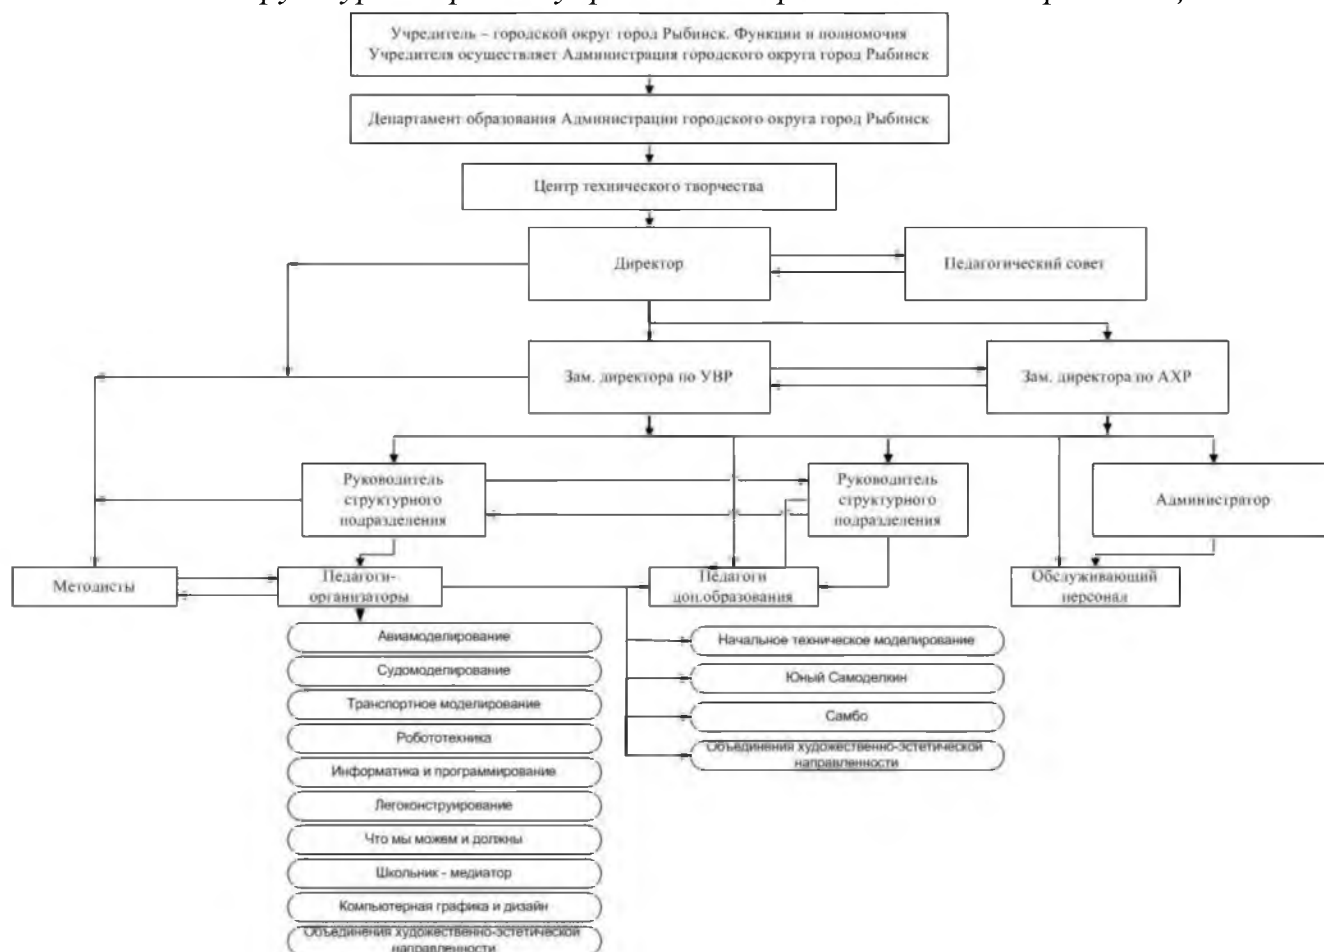 Учредитель – городской округ город Рыбинск. Функции и полномочия
Учредителя осуществляет Администрация городского округа город Рыбинск
Департамент образования Администрации городского округа город Рыбинск
Центр технического творчества
Директор
Педагогический совет
Зам. директора по УВР
Зам. директора по АХР
Руководитель
структурного
подразделения
Руководитель
структурного
подразделения
Администратор
Методисты
Педагоги-
организаторы
Педагоги
доп.образования
Обслуживающий
персонал
Авиамоделирование
Судомоделирование
Транспортное моделирование
Робототехника
Информатика и программирование
Легоконструирование
Что мы можем и должны
Школьник - медиатор
Компьютерная графика и дизайн
Объединения художественно-эстетической
направленности
Начальное техническое моделирование
Юный Самоделкин
Самбо
Объединения художественно-эстетической
направленности